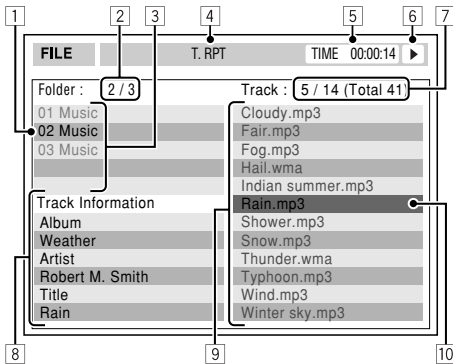 1 2 3 4 5 6 7
FILE T. RPT TIME 00:00:14
Folder : 2 / 3 Track : 5 / 14 (Total 41)
01 Music
02 Music
03 Music
Track Information
Album
Weather
Artist
Robert M. Smith
Title
Rain
Cloudy.mp3
Fair.mp3
Fog.mp3
Hail.wma
Indian summer.mp3
Rain.mp3
Shower.mp3
Snow.mp3
Thunder.wma
Typhoon.mp3
Wind.mp3
Winter sky.mp3
8 9 10